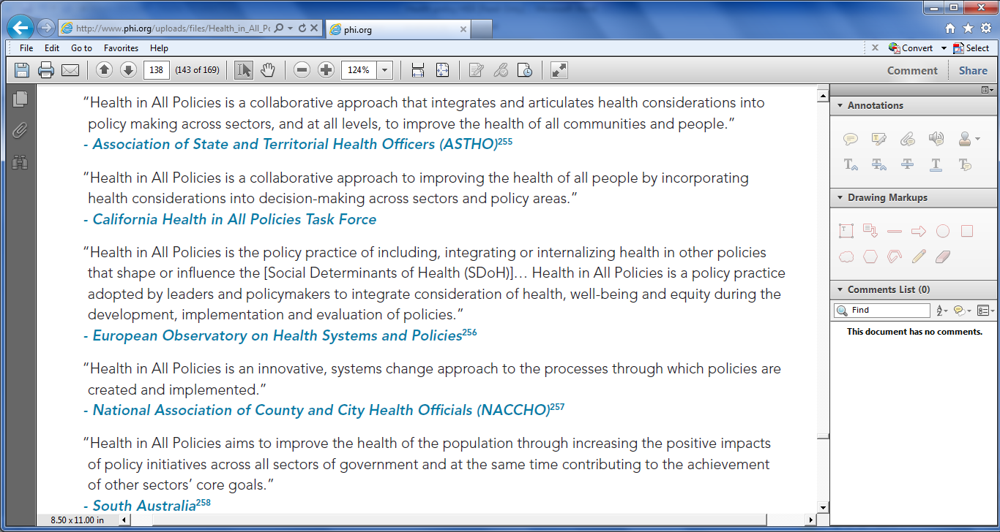 http://www.phi.org/uploads/files/Health_in_All_Po
phi.org
File Edit Go to Favorites Help
Convert Select
138 (143 of 169) 124% Comment Share
“Health in All Policies is a collaborative approach that integrates and articulates health considerations into
policy making across sectors, and at all levels, to improve the health of all communities and people.”
- Association of State and Territorial Health Officers (ASTHO)255
“Health in All Policies is a collaborative approach to improving the health of all people by incorporating
health considerations into decision-making across sectors and policy areas.”
- California Health in All Policies Task Force
“Health in All Policies is the policy practice of including, integrating or internalizing health in other policies
that shape or influence the [Social Determinants of Health (SDoH)]… Health in All Policies is a policy practice
adopted by leaders and policymakers to integrate consideration of health, well-being and equity during the
development, implementation and evaluation of policies.”
- European Observatory on Health Systems and Policies256
“Health in All Policies is an innovative, systems change approach to the processes through which policies are
created and implemented.”
- National Association of County and City Health Officials (NACCHO)257
“Health in All Policies aims to improve the health of the population through increasing the positive impacts
of policy initiatives across all sectors of government and at the same time contributing to the achievement
of other sectors’ core goals.”
- South Australia258
8.50 x 11.00 in
Annotations
Drawing Markups
Comments List (0)
Find
This document has no comments.